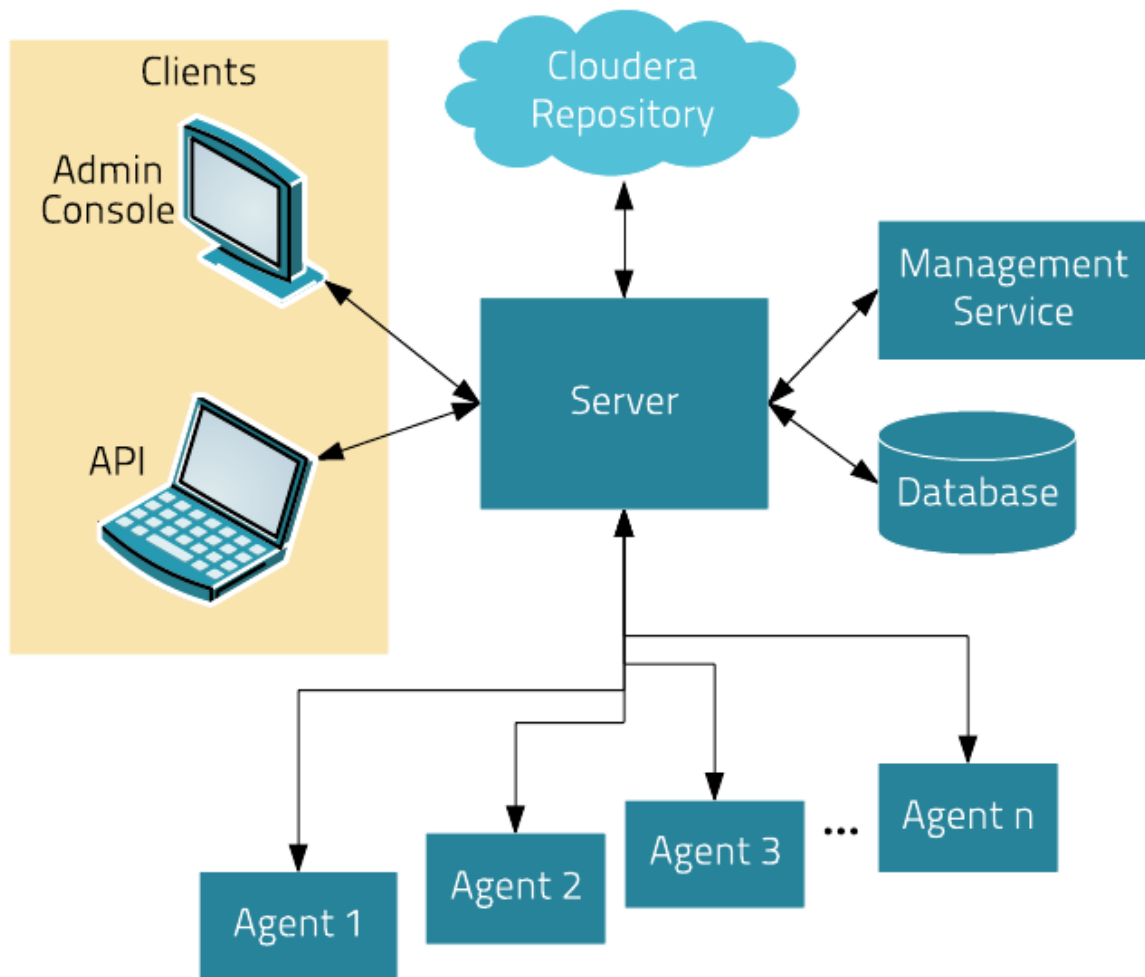 Clients
Admin
Console
API
Cloudera
Repository
Server
Management
Service
Database
Agent 1
Agent 2
Agent 3
...
Agent n